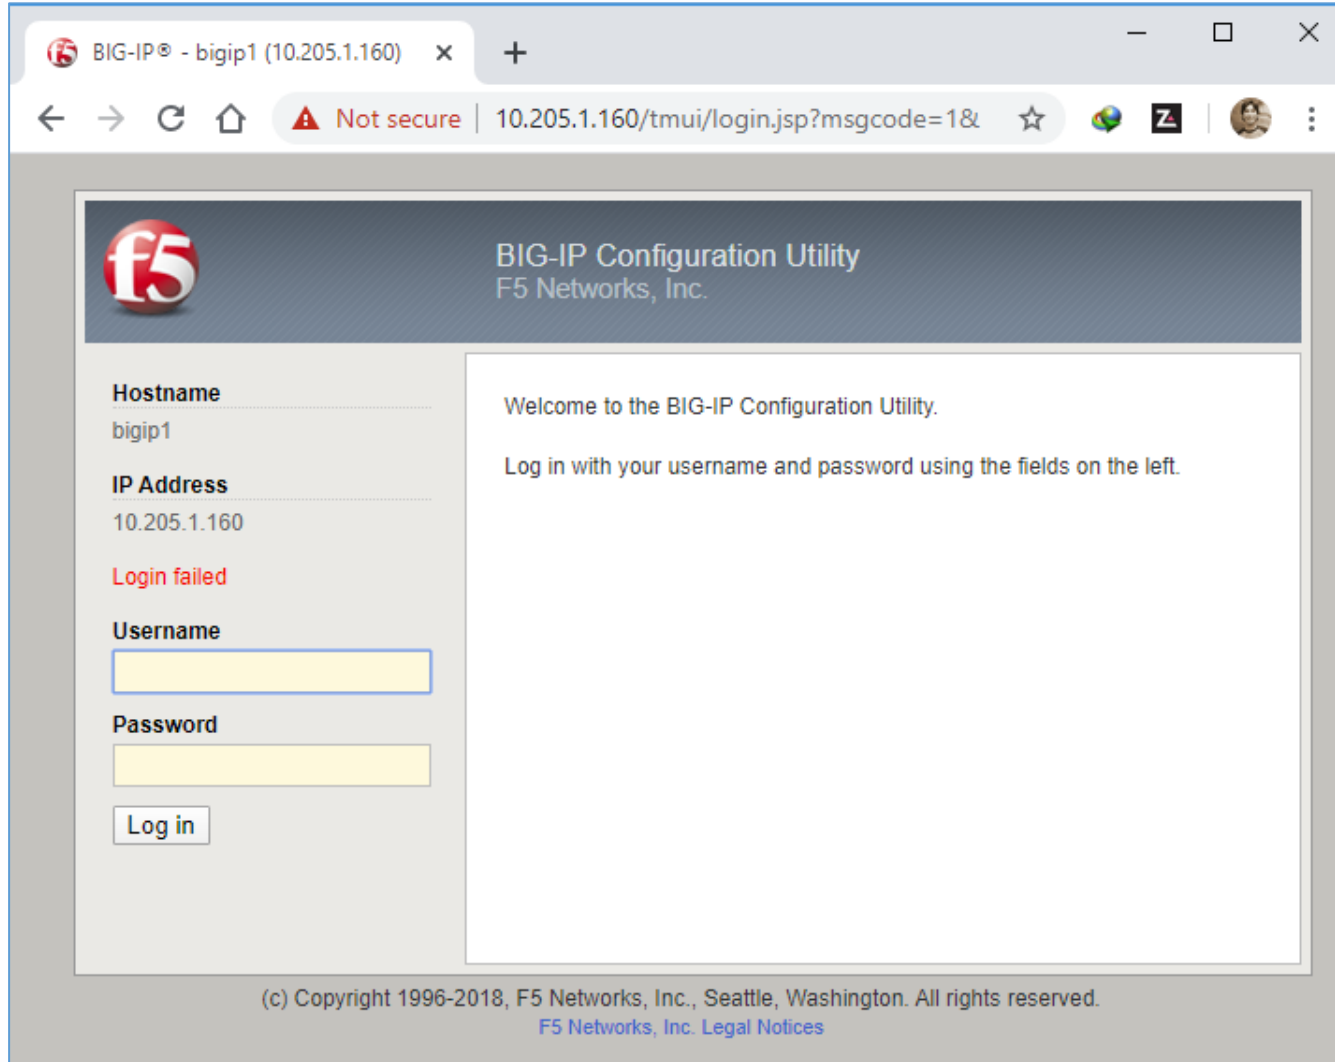 BIG-IP® - bigip1 (10.205.1.160)
Not secure | 10.205.1.160/tmui/login.jsp?msgcode=1&
f5
BIG-IP Configuration Utility
F5 Networks, Inc.
Hostname
bigip1
IP Address
10.205.1.160
Login failed
Username
Password
Log in
Welcome to the BIG-IP Configuration Utility.
Log in with your username and password using the fields on the left.
(c) Copyright 1996-2018, F5 Networks, Inc., Seattle, Washington. All rights reserved.
F5 Networks, Inc. Legal Notices